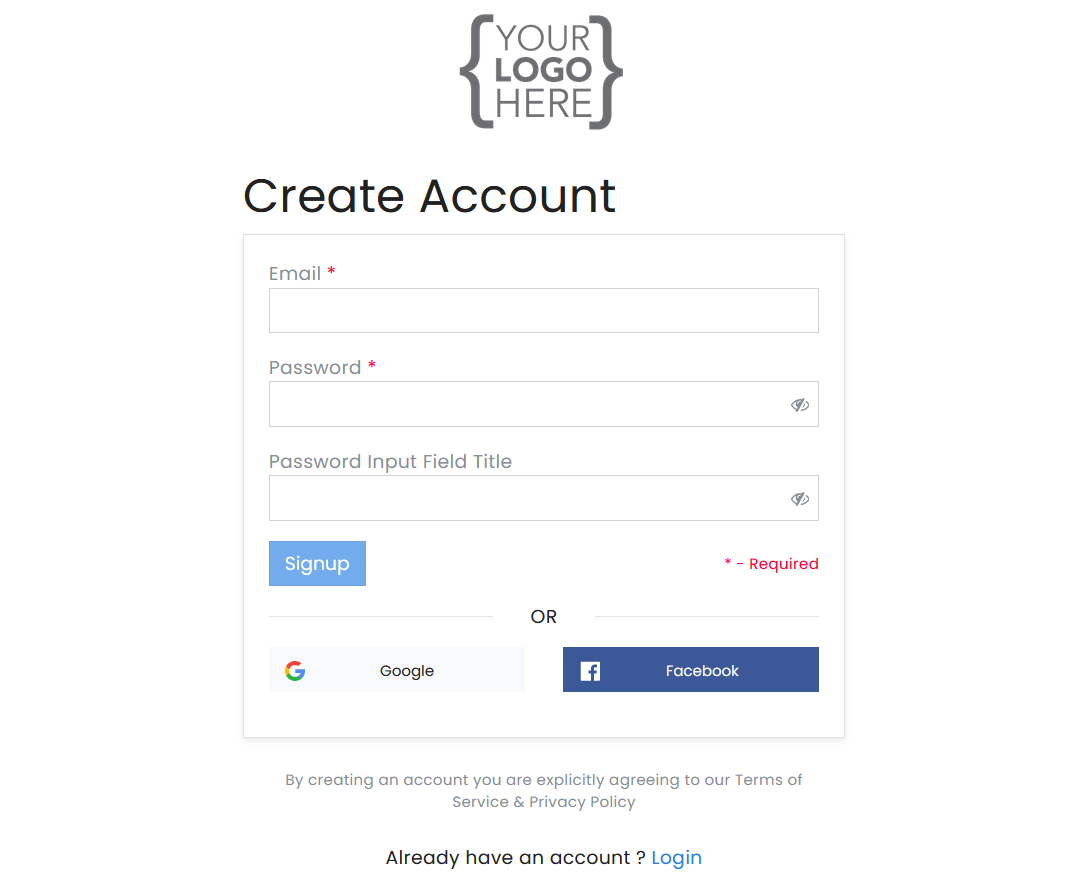 {YOUR
LOGO
HERE}
Create Account
Email *
Password *
Password Input Field Title
Signup
* - Required
OR
Google
Facebook
By creating an account you are explicitly agreeing to our Terms of
Service & Privacy Policy
Already have an account ? Login